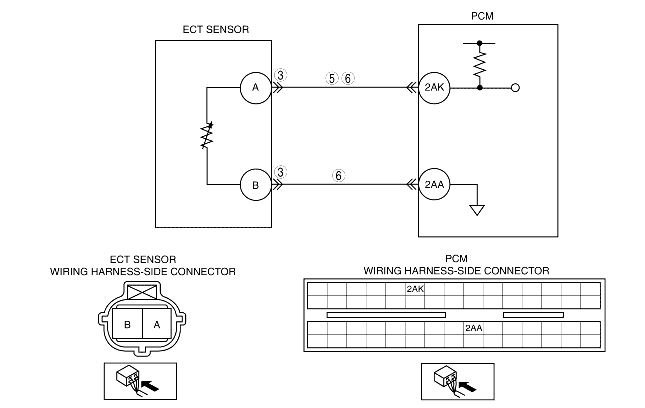 ECT SENSOR
PCM
A
3
5 6
2AK
B
3
6
2AA
ECT SENSOR
WIRING HARNESS-SIDE CONNECTOR
B A
PCM
WIRING HARNESS-SIDE CONNECTOR
2AK
2AA